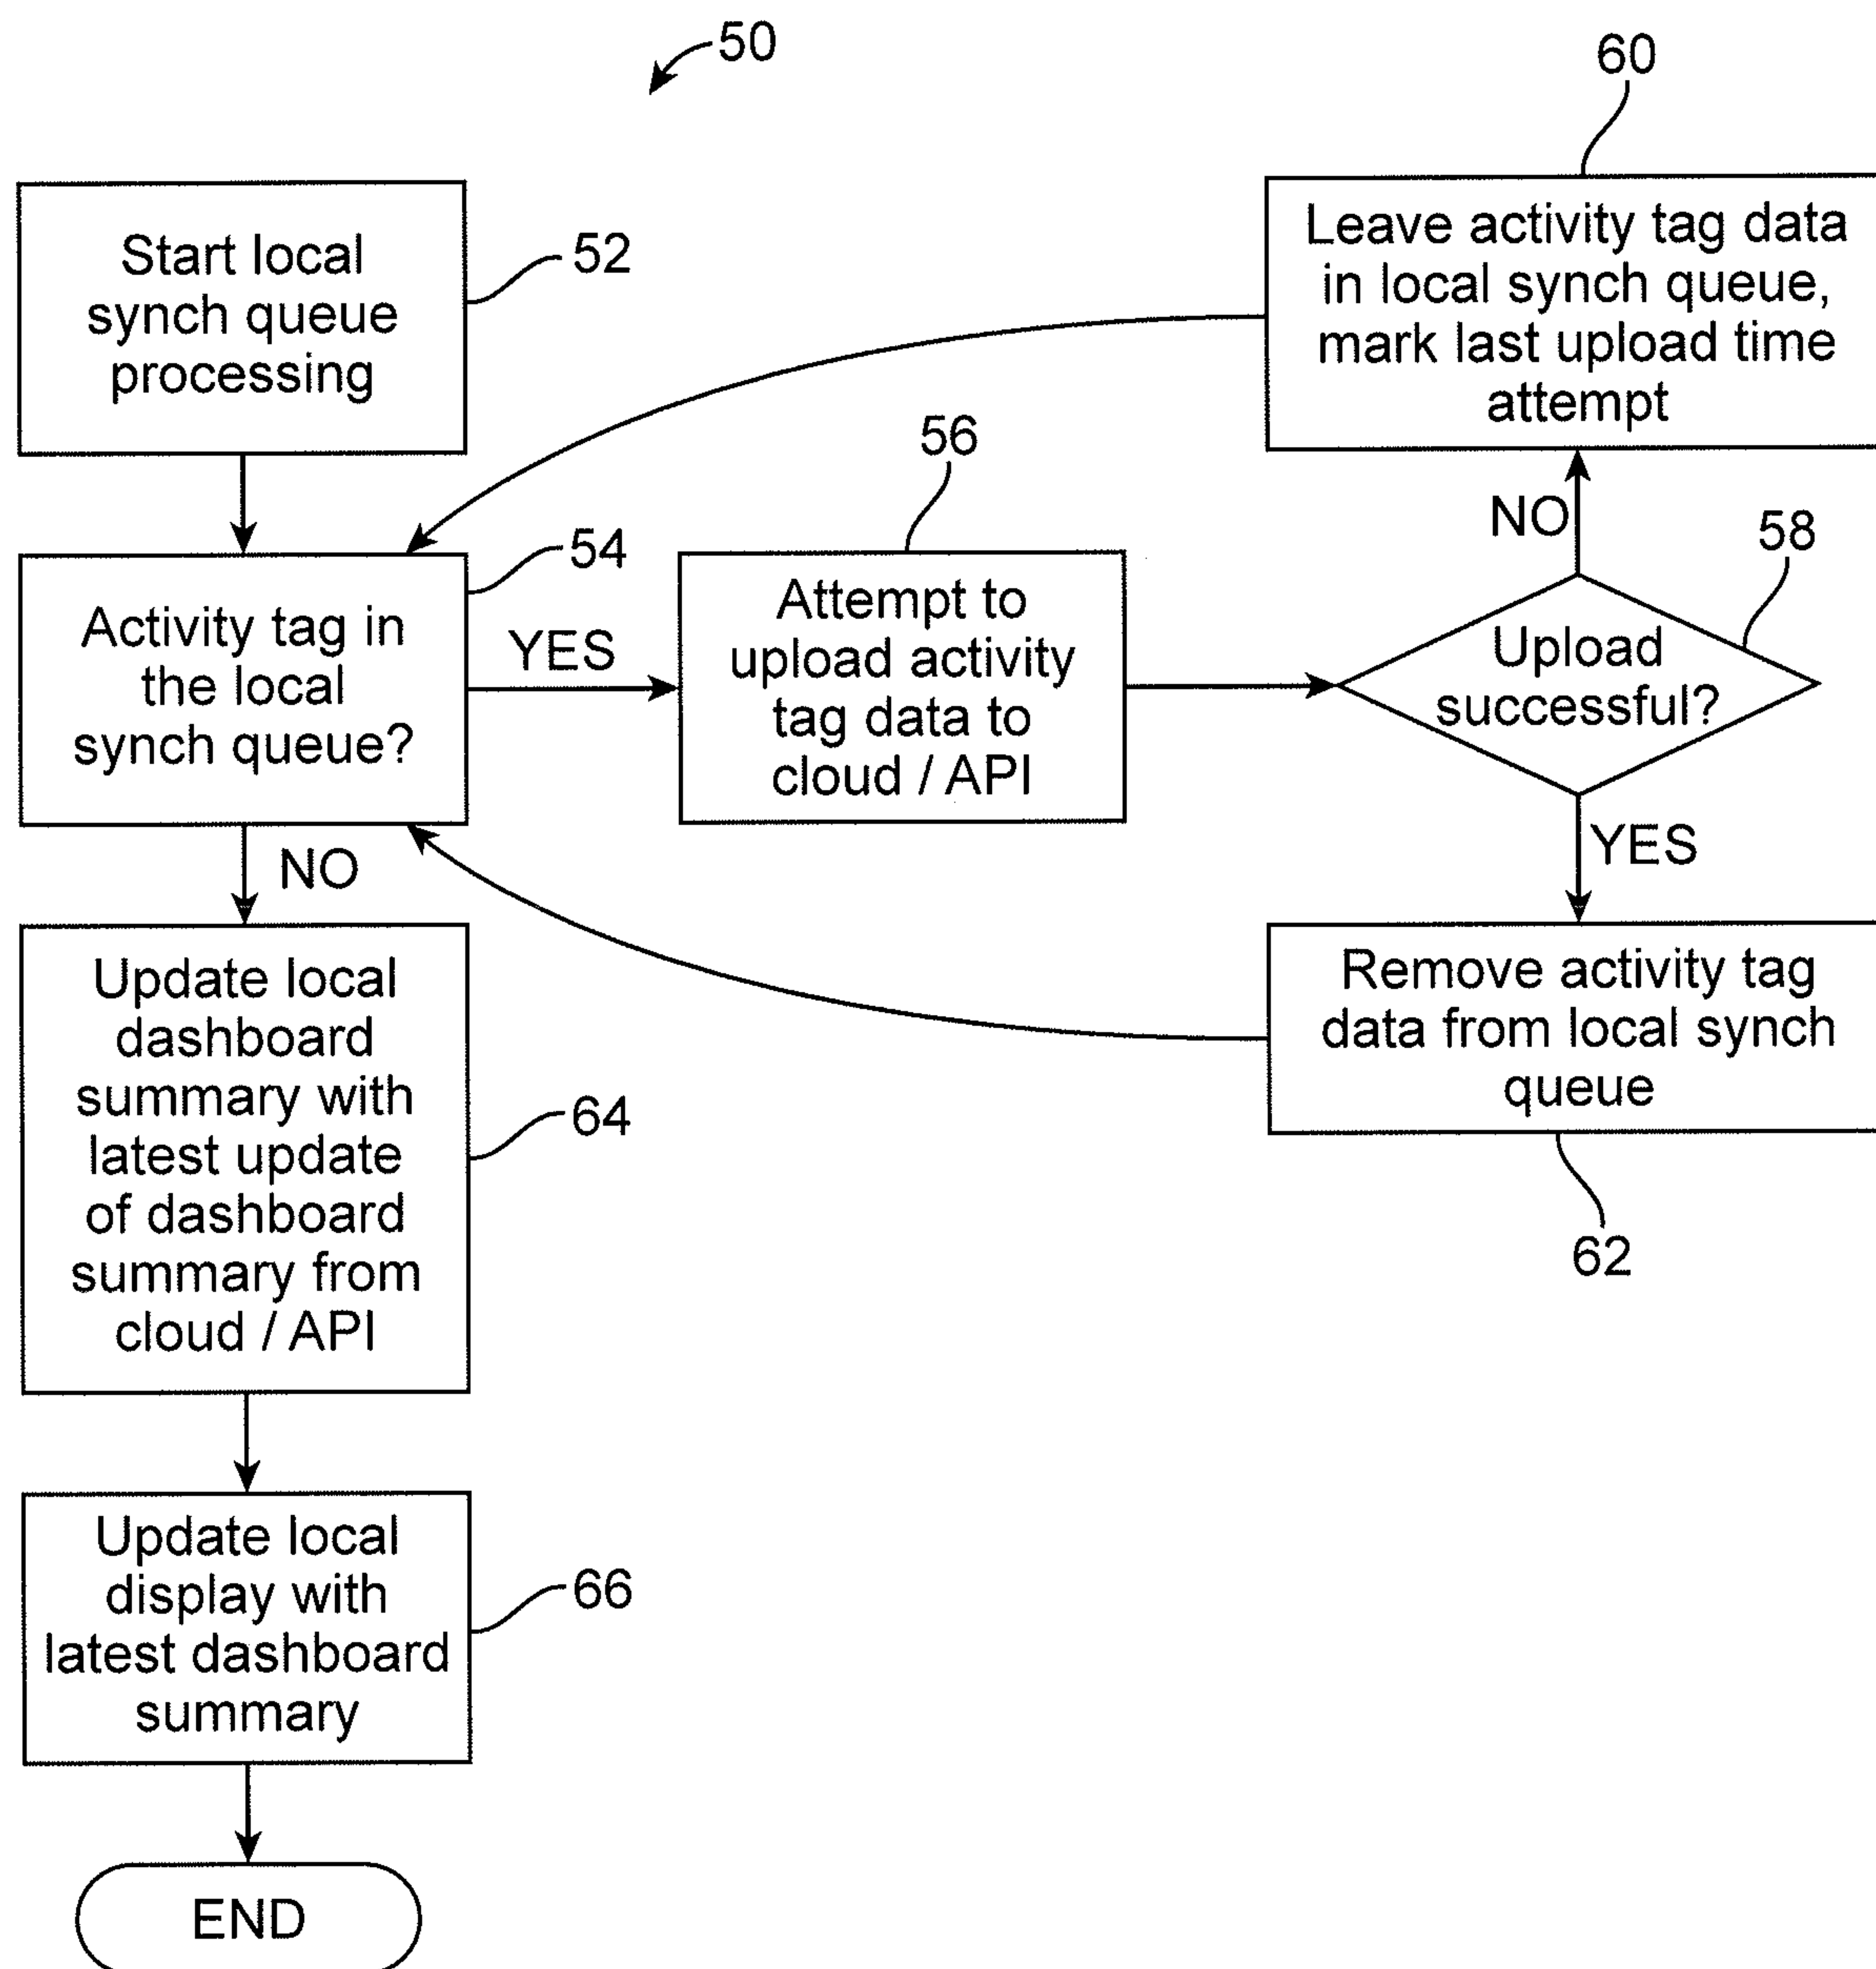 50
60
Start local
synch queue
processing
52
Leave activity tag data
in local synch queue,
mark last upload time
attempt
56
NO
58
54
Activity tag in
the local
synch queue?
YES
Attempt to
upload activity
tag data to
cloud / API
Upload
successful?
NO
YES
Update local
dashboard
summary with
latest update
of dashboard
summary from
cloud / API
64
Remove activity tag
data from local synch
queue
62
Update local
display with
latest dashboard
summary
66
END